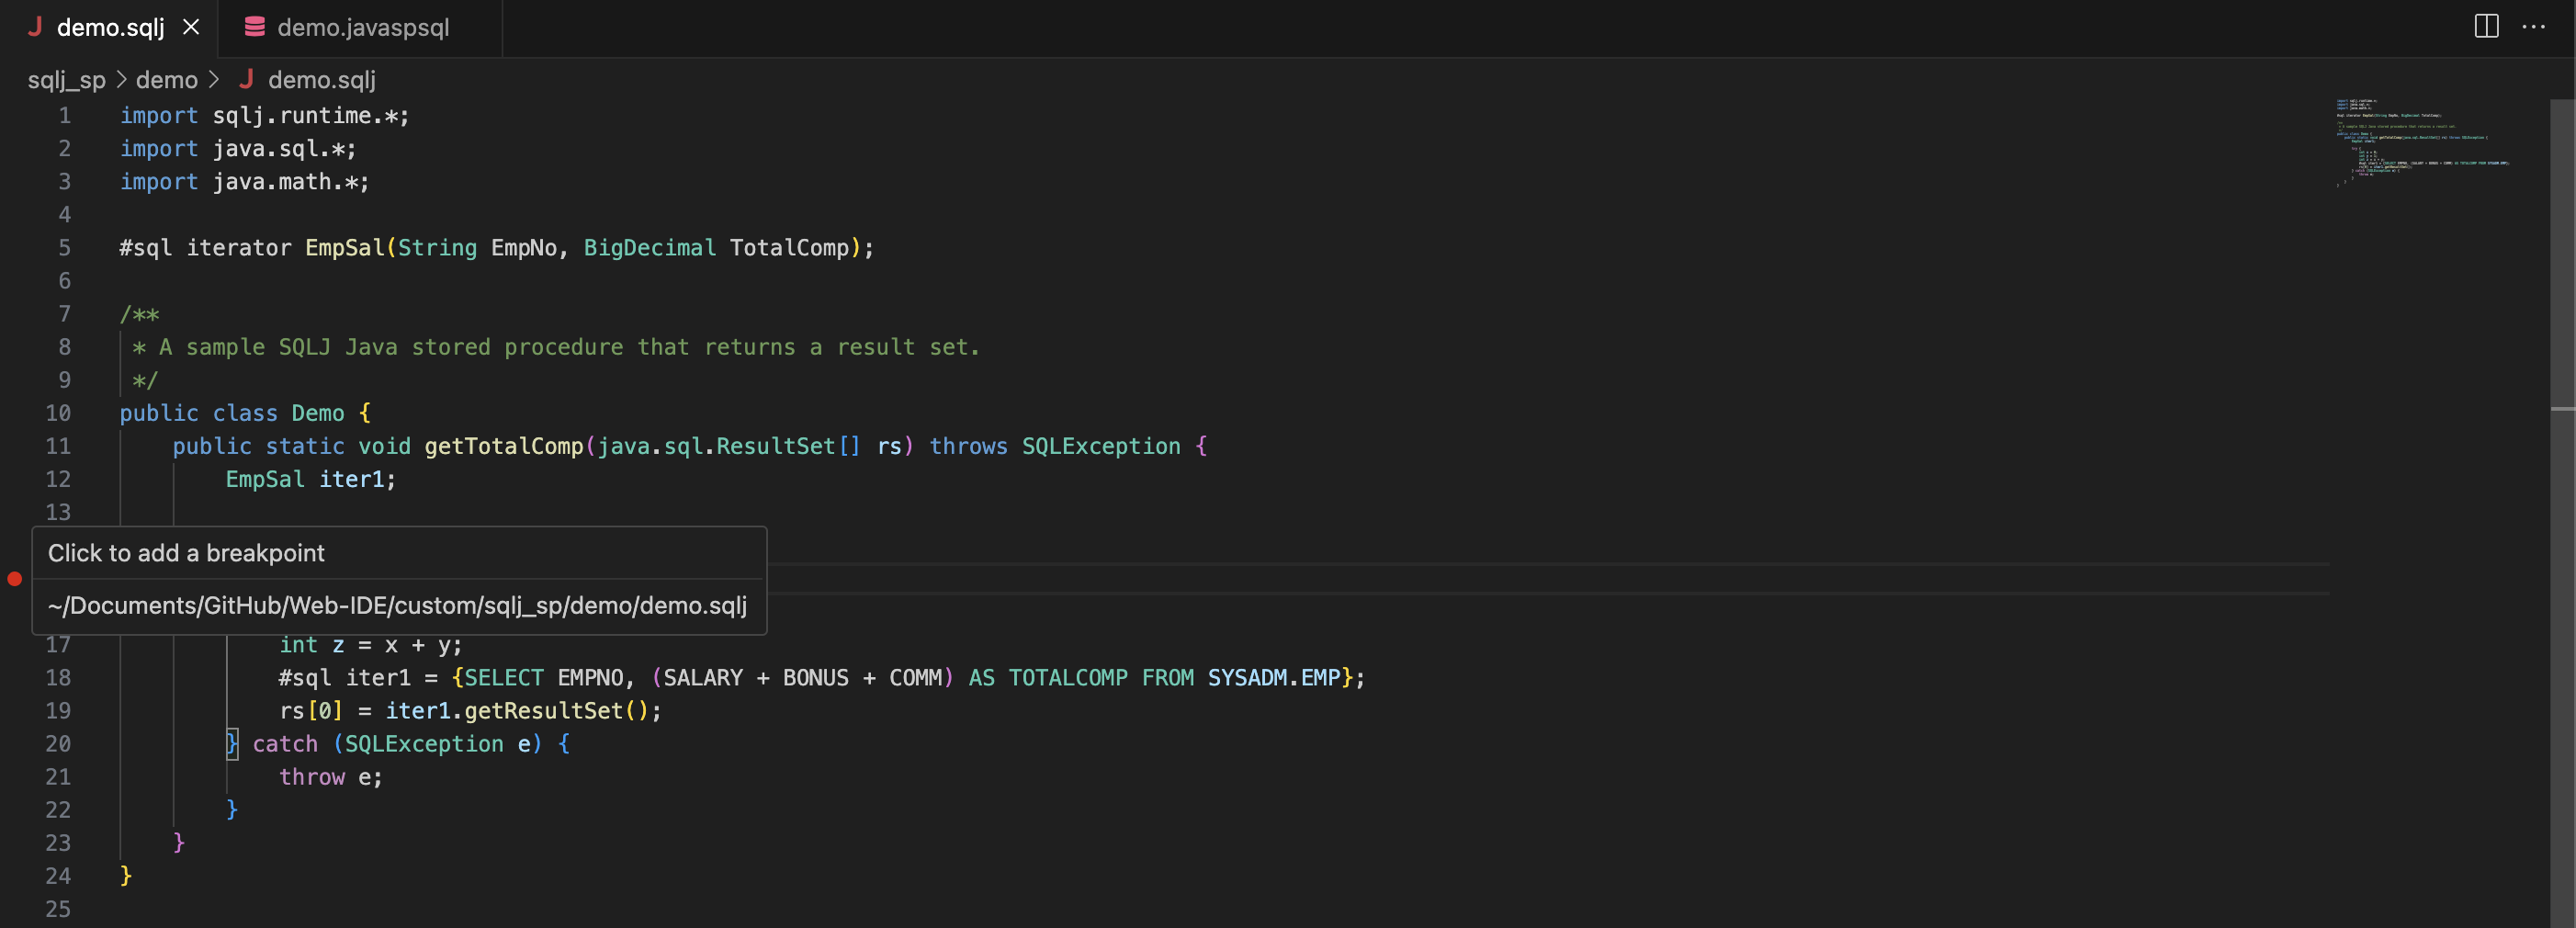 demo.sqlj
demo.javaspsql
sqlj_sp > demo > demo.sqlj
1 import sqlj.runtime.*;
2 import java.sql.*;
3 import java.math.*;
4
5 #sql iterator EmpSal(String EmpNo, BigDecimal TotalComp);
6
7 /**
8 * A sample SQLJ Java stored procedure that returns a result set.
9 */
10 public class Demo {
11 public static void getTotalComp(java.sql.ResultSet[] rs) throws SQLException {
12 EmpSal iter1;
13
Click to add a breakpoint
~/Documents/GitHub/Web-IDE/custom/sqlj_sp/demo/demo.sqlj
17 int z = x + y;
18 #sql iter1 = {SELECT EMPNO, (SALARY + BONUS + COMM) AS TOTALCOMP FROM SYSADM.EMP};
19 rs[0] = iter1.getResultSet();
20 } catch (SQLException e) {
21 throw e;
22 }
23 }
24 }
25